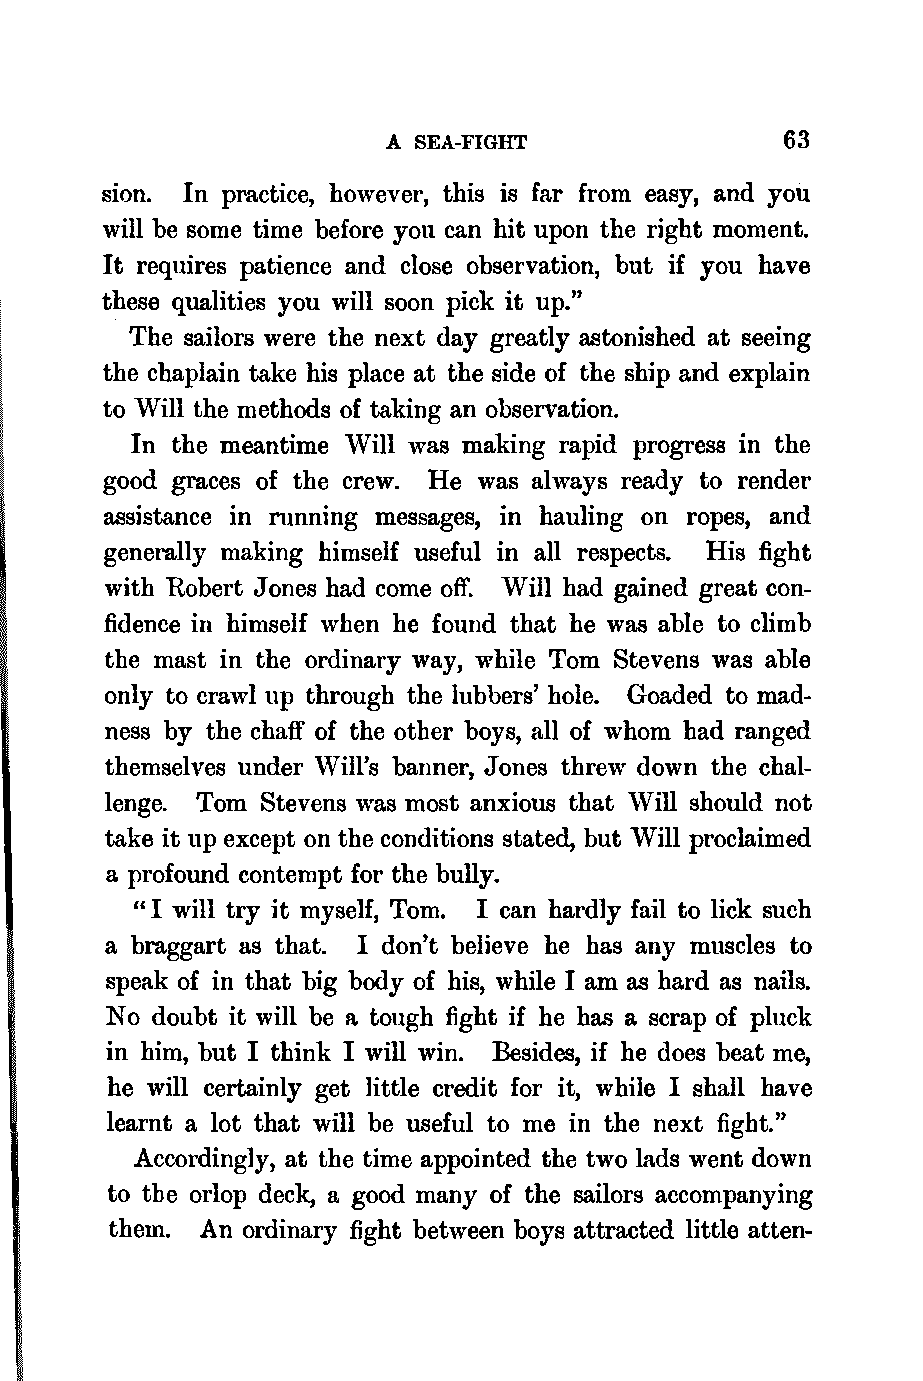 A SEA-FIGHT 63
sion. In practice, however, this is far from easy, and you
will be some time before you can hit upon the right moment.
It requires patience and close observation, but if you have
these qualities you will soon pick it up.”
The sailors were the next day greatly astonished at seeing
the chaplain take his place at the side of the ship and explain
to Will the methods of taking an observation.
In the meantime Will was making rapid progress in the
good graces of the crew. He was always ready to render
assistance in running messages, in hauling on ropes, and
generally making himself useful in all respects. His fight
with Robert Jones had come off. Will had gained great con-
fidence in himself when he found that he was able to climb
the mast in the ordinary way, while Tom Stevens was able
only to crawl up through the lubbers’ hole. Goaded to mad-
ness by the chaff of the other boys, all of whom had ranged
themselves under Will’s banner, Jones threw down the chal-
lenge. Tom Stevens was most anxious that Will should not
take it up except on the conditions stated, but Will proclaimed
a profound contempt for the bully.
“I will try it myself, Tom. I can hardly fail to lick such
a braggart as that. I don’t believe he has any muscles to
speak of in that big body of his, while I am as hard as nails.
No doubt it will be a tough fight if he has a scrap of pluck
in him, but I think I will win. Besides, if he does beat me,
he will certainly get little credit for it, while I shall have
learnt a lot that will be useful to me in the next fight.”
Accordingly, at the time appointed the two lads went down
to the orlop deck, a good many of the sailors accompanying
them. An ordinary fight between boys attracted little atten-